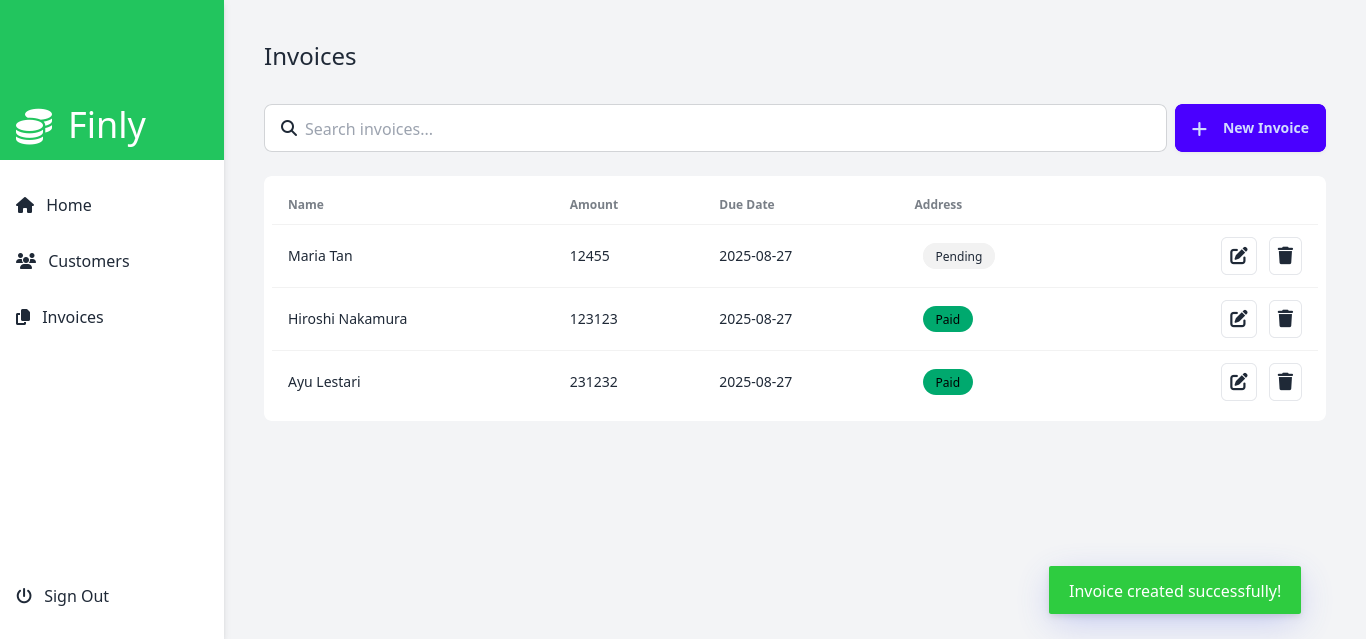 Finly
Home
Customers
Invoices
Sign Out
Invoices
Search invoices...
New Invoice
Name Amount Due Date Address
Maria Tan 12455 2025-08-27 Pending
Hiroshi Nakamura 123123 2025-08-27 Paid
Ayu Lestari 231232 2025-08-27 Paid
Invoice created successfully!